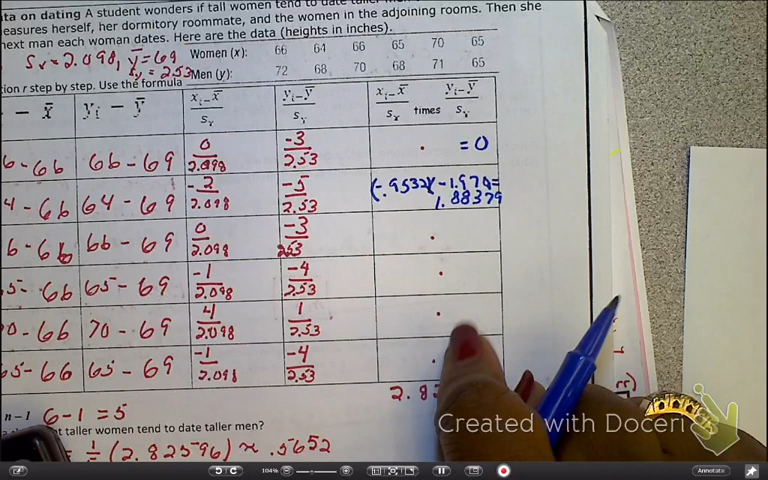 ta on dating A student wonders if tall women tend to date taller
easures herself, her dormitory roommate, and the women in the adjoining rooms. Then she
next man each woman dates. Here are the data (heights in inches).
Sx = 2.098, ȳ = 69
sy = 2.53
Women (x): 66 64 66 65 70 65
Men (y): 72 68 70 68 71 65
tion r step by step. Use the formula
- x̄ yi - ȳ xi-x̄/sx yi-ȳ/sy xi-x̄/sx times yi-ȳ/sy
6-66 66-69 0/2.098 -3/2.53 · = 0
4-66 64-69 -2/2.098 -5/2.53 (-.9532)(-1.976)= 1.88379
6-66 66-69 0/2.098 -3/2.53 ·
65-66 65-69 -1/2.098 -4/2.53 ·
70-66 70-69 4/2.098 1/2.53 ·
65-66 65-69 -1/2.098 -4/2.53 ·
n-1 6-1=5
2.8
taller women tend to date taller men?
= 1/ (2.82596) ≈ .5652
Created with Doceri
104%
Annotate